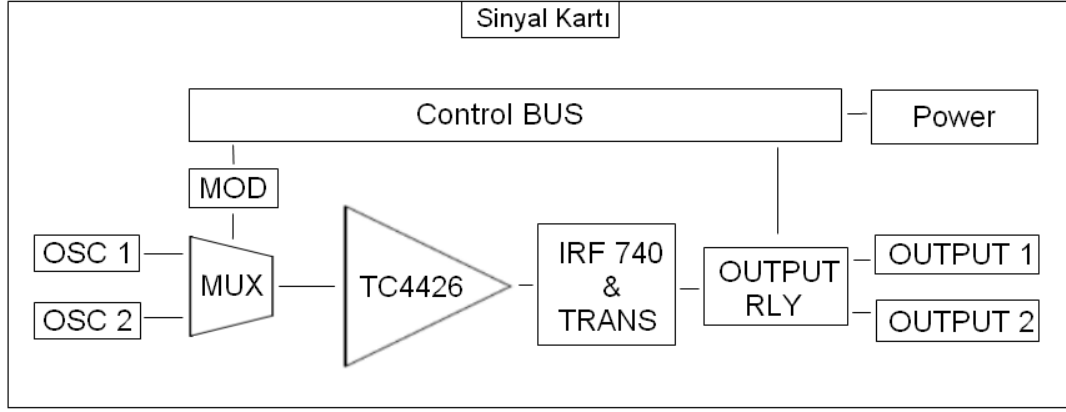 Sinyal Kartı
Control BUS
Power
MOD
OSC 1
MUX
OSC 2
TC4426
IRF 740
&
TRANS
OUTPUT
RLY
OUTPUT 1
OUTPUT 2